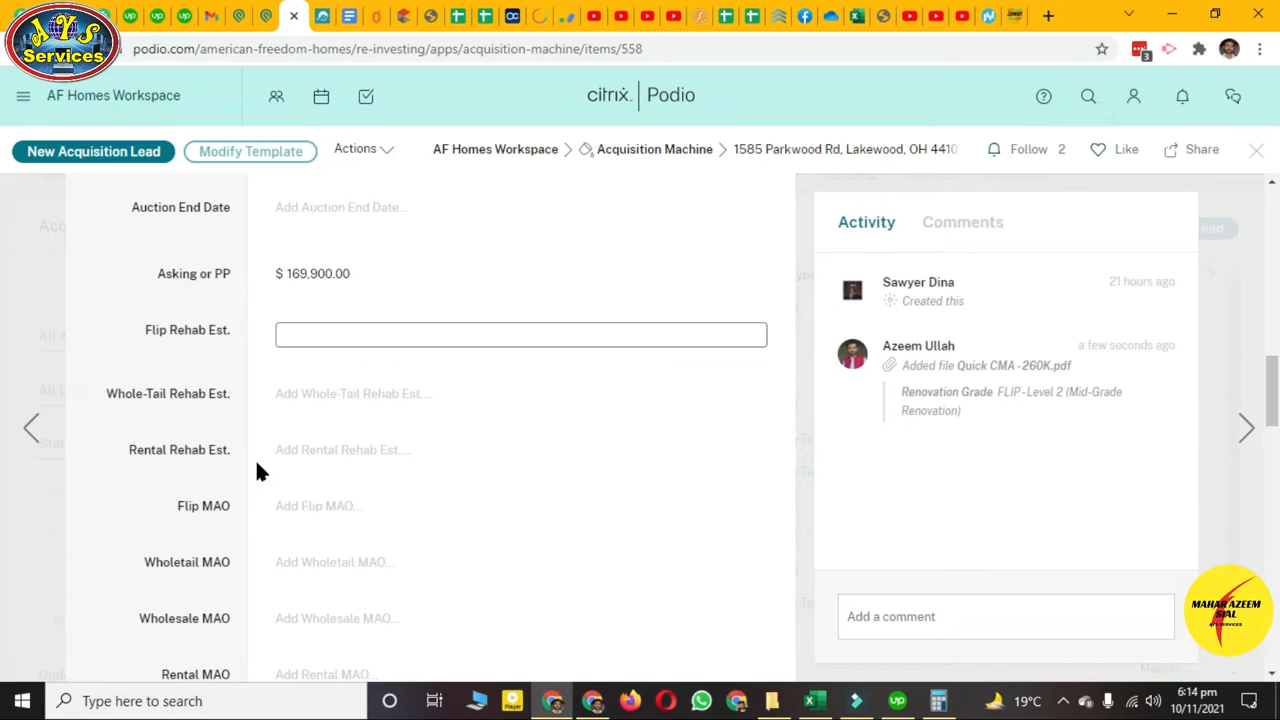 AYS
Services
podio.com/american-freedom-homes/re-investing/apps/acquisition-machine/items/558
3
AF Homes Workspace
citrix | Podio
New Acquisition Lead
Modify Template
Actions
AF Homes Workspace > Acquisition Machine > 1585 Parkwood Rd, Lakewood, OH 4410
Follow 2
Like
Share
Auction End Date
Add Auction End Date...
Asking or PP
$ 169,900.00
Flip Rehab Est.
Whole-Tail Rehab Est.
Add Whole-Tail Rehab Est....
Rental Rehab Est.
Add Rental Rehab Est....
Flip MAO
Add Flip MAO...
Wholetail MAO
Add Wholetail MAO...
Wholesale MAO
Add Wholesale MAO...
Rental MAO
Add Rental MAO...
Activity
Comments
Sawyer Dina
21 hours ago
Created this
Azeem Ullah
a few seconds ago
Added file Quick CMA - 260K.pdf
Renovation Grade FLIP - Level 2 (Mid-Grade
Renovation)
Add a comment
MAHAR AZEEM
SIAL
AYS SERVICES
Type here to search
19°C
6:14 pm
10/11/2021